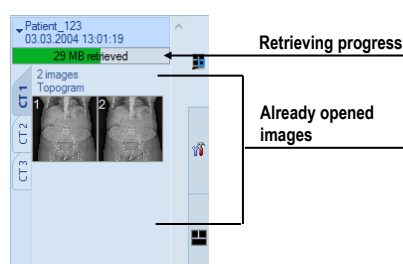 Patient_123
03.03.2004 13:01:19
29 MB retrieved
2 images
Topogram
CT 1
CT 2
CT 3
1
2
Retrieving progress
Already opened
images